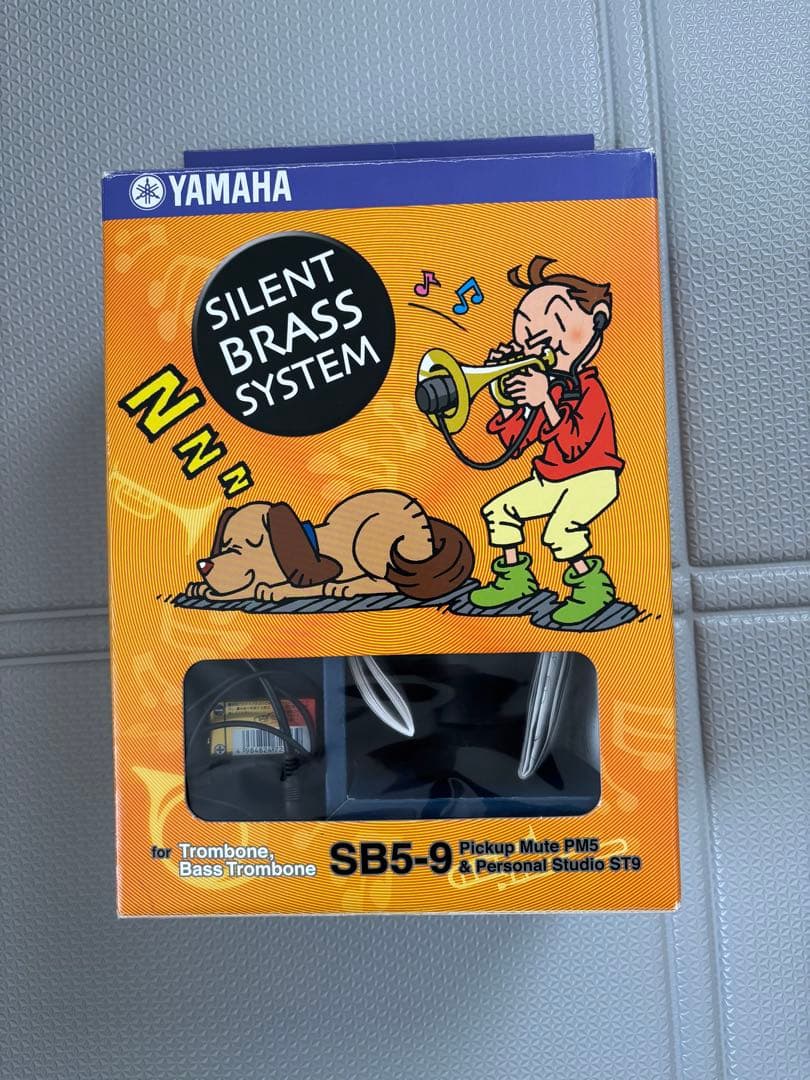 YAMAHA
SILENT
BRASS
SYSTEM
N N N
for Trombone,
Bass Trombone
SB5-9
Pickup Mute PM5
& Personal Studio ST9